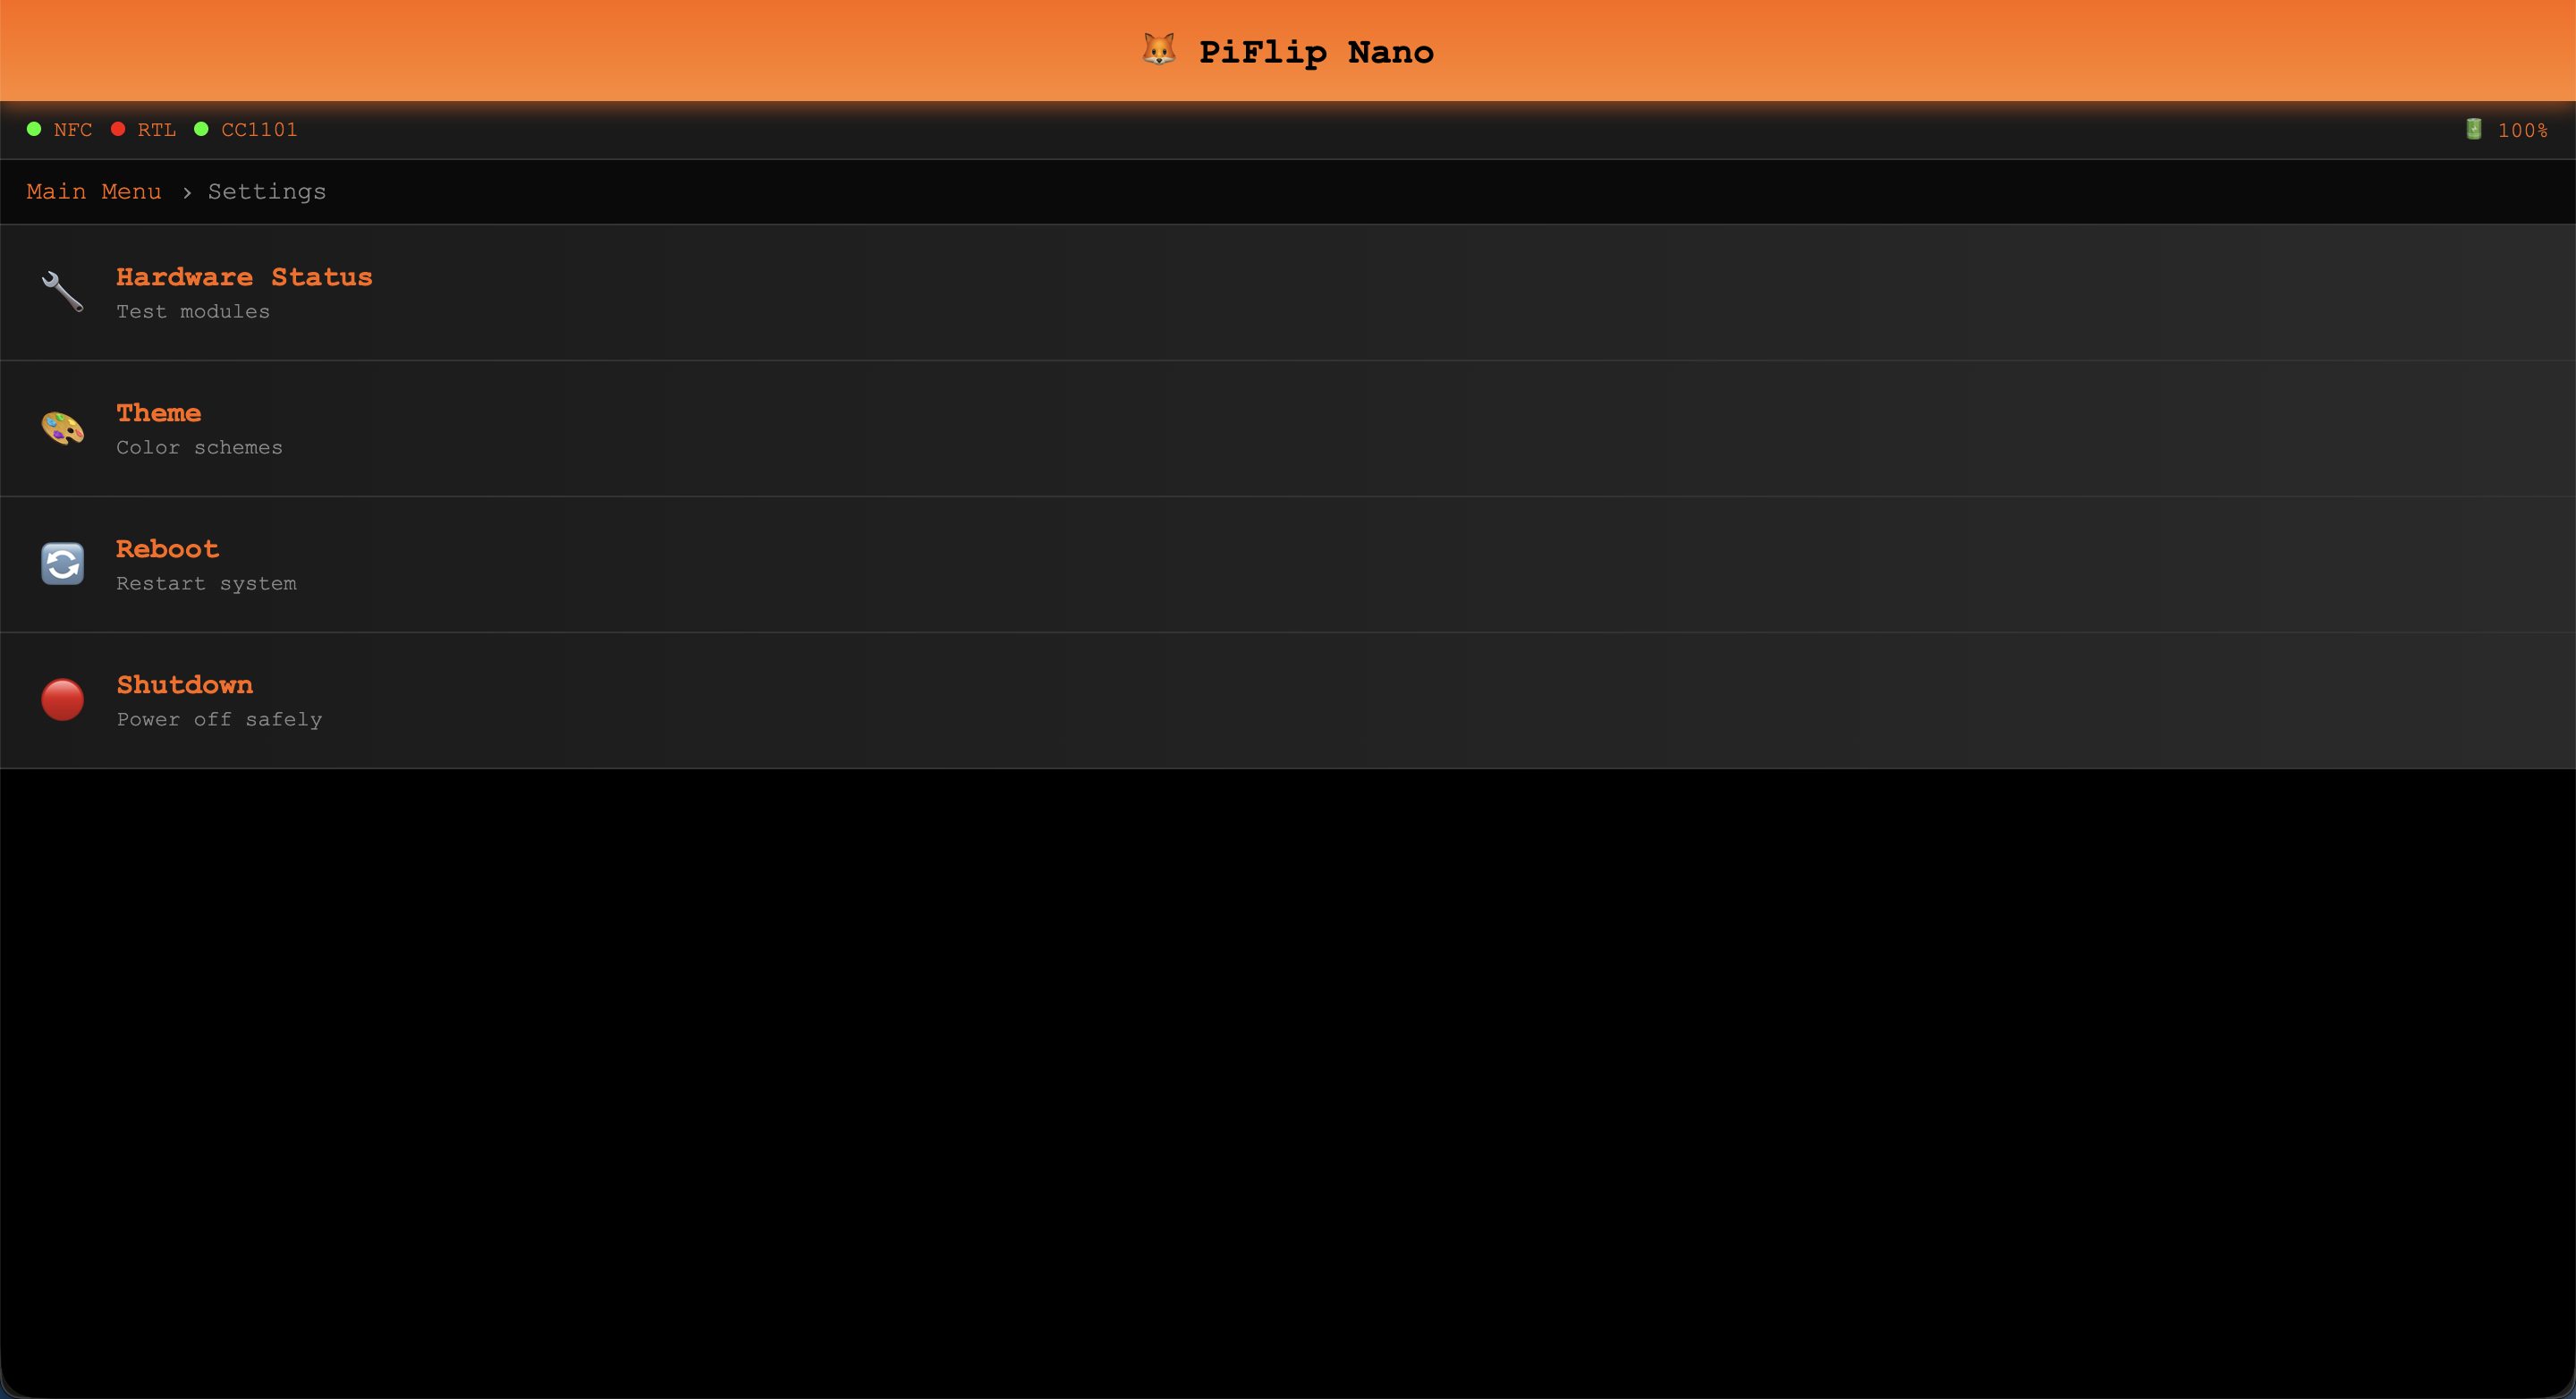 🦊 PiFlip Nano
NFC RTL CC1101 🔋 100%
Main Menu › Settings
Hardware Status
Test modules
Theme
Color schemes
Reboot
Restart system
Shutdown
Power off safely